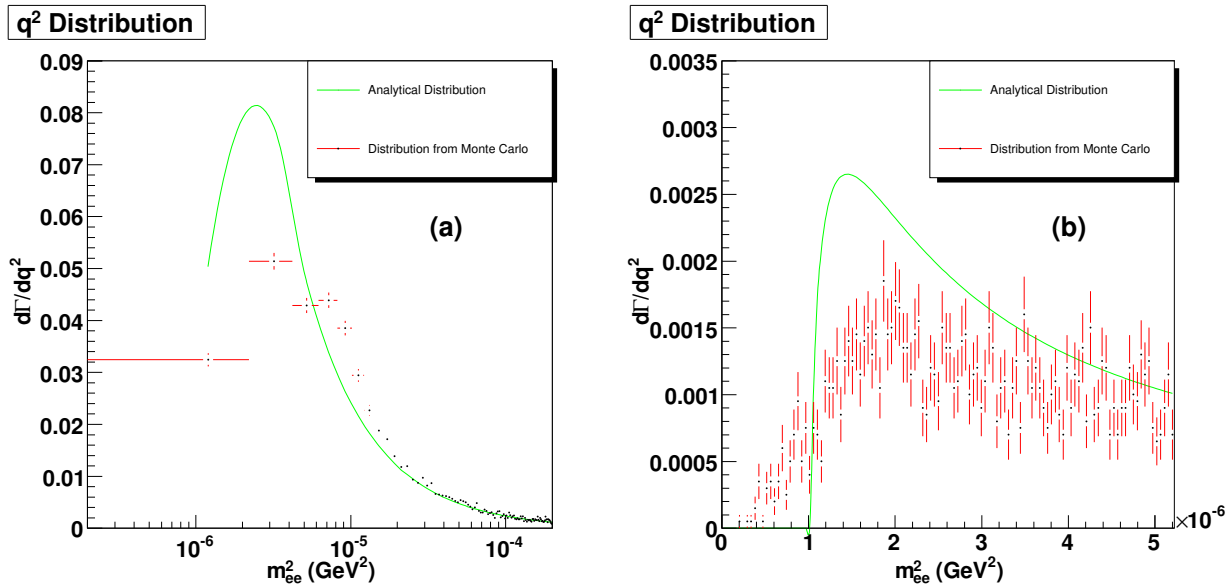 q² Distribution
dΓ/dq²
0.09
0.08
0.07
0.06
0.05
0.04
0.03
0.02
0.01
0
Analytical Distribution
Distribution from Monte Carlo
(a)
10⁻⁶ 10⁻⁵ 10⁻⁴
m²ee (GeV²)
q² Distribution
dΓ/dq²
0.0035
0.003
0.0025
0.002
0.0015
0.001
0.0005
0
Analytical Distribution
Distribution from Monte Carlo
(b)
0 1 2 3 4 5 ×10⁻⁶
m²ee (GeV²)